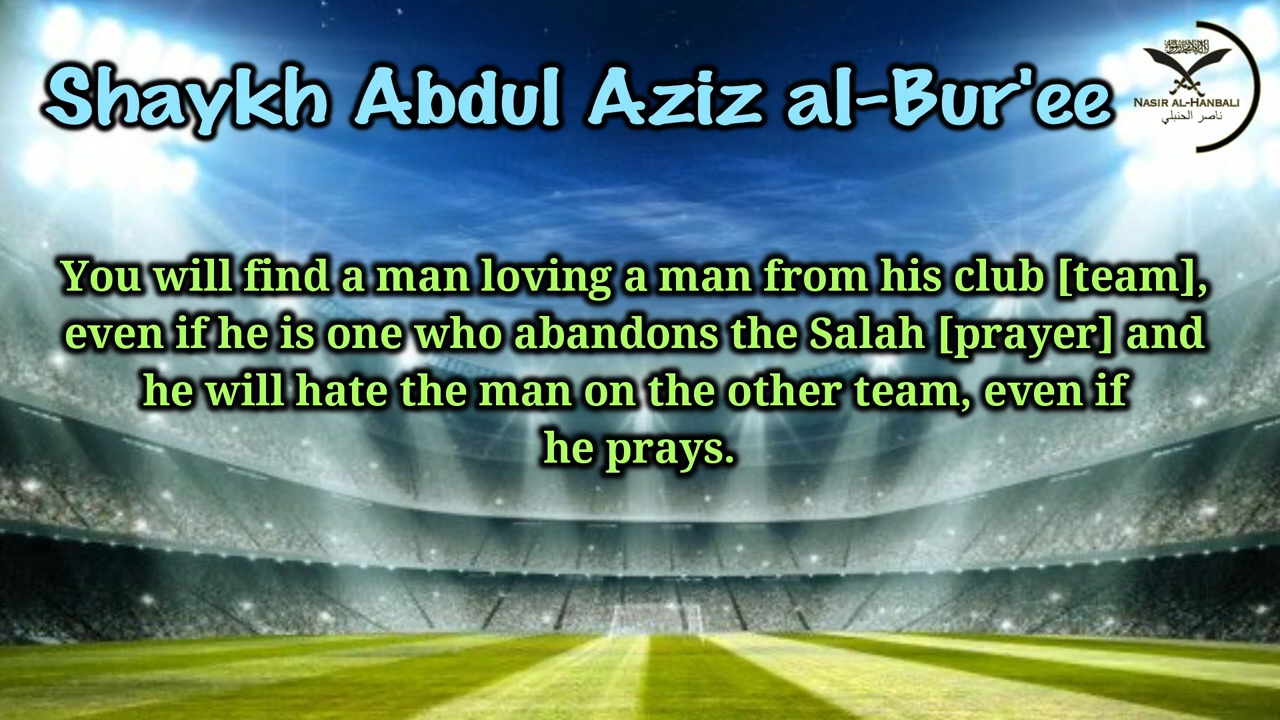 Shaykh Abdul Aziz al-Bur'ee
NASIR AL-HANBALI
ناصر الحنبلي
You will find a man loving a man from his club [team],
even if he is one who abandons the Salah [prayer] and
he will hate the man on the other team, even if
he prays.